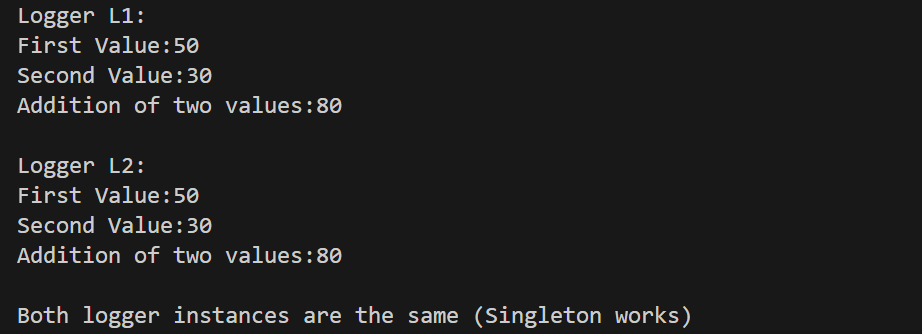 Logger L1:
First Value:50
Second Value:30
Addition of two values:80
Logger L2:
First Value:50
Second Value:30
Addition of two values:80
Both logger instances are the same (Singleton works)